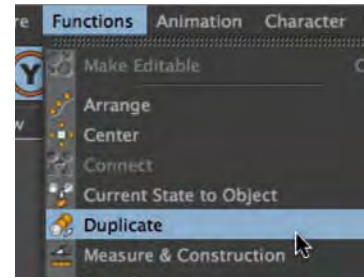 Functions Animation Character
Y
Make Editable
Arrange
Center
Connect
Current State to Object
Duplicate
Measure & Construction